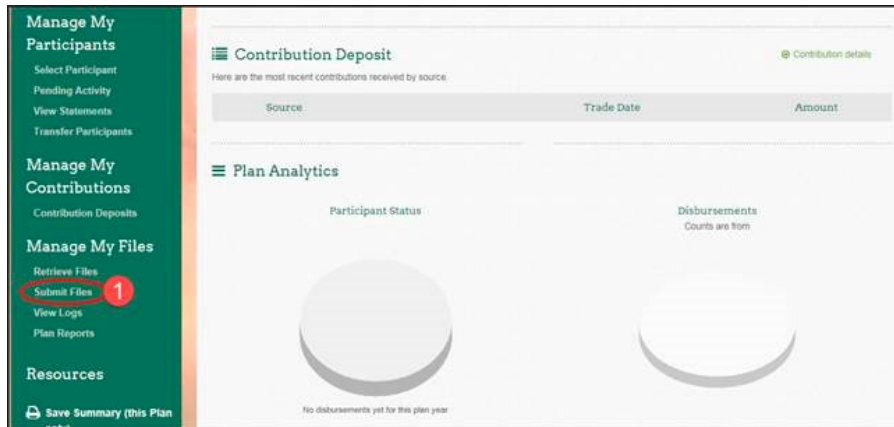 Manage My
Participants
Select Participant
Pending Activity
View Statements
Transfer Participants
Manage My
Contributions
Contribution Deposits
Manage My Files
Retrieve Files
Submit Files 1
View Logs
Plan Reports
Resources
Save Summary (this Plan
Contribution Deposit
Contribution details
Here are the most recent contributions received by source.
Source Trade Date Amount
Plan Analytics
Participant Status
Disbursements
Counts are from
No disbursements yet for this plan year